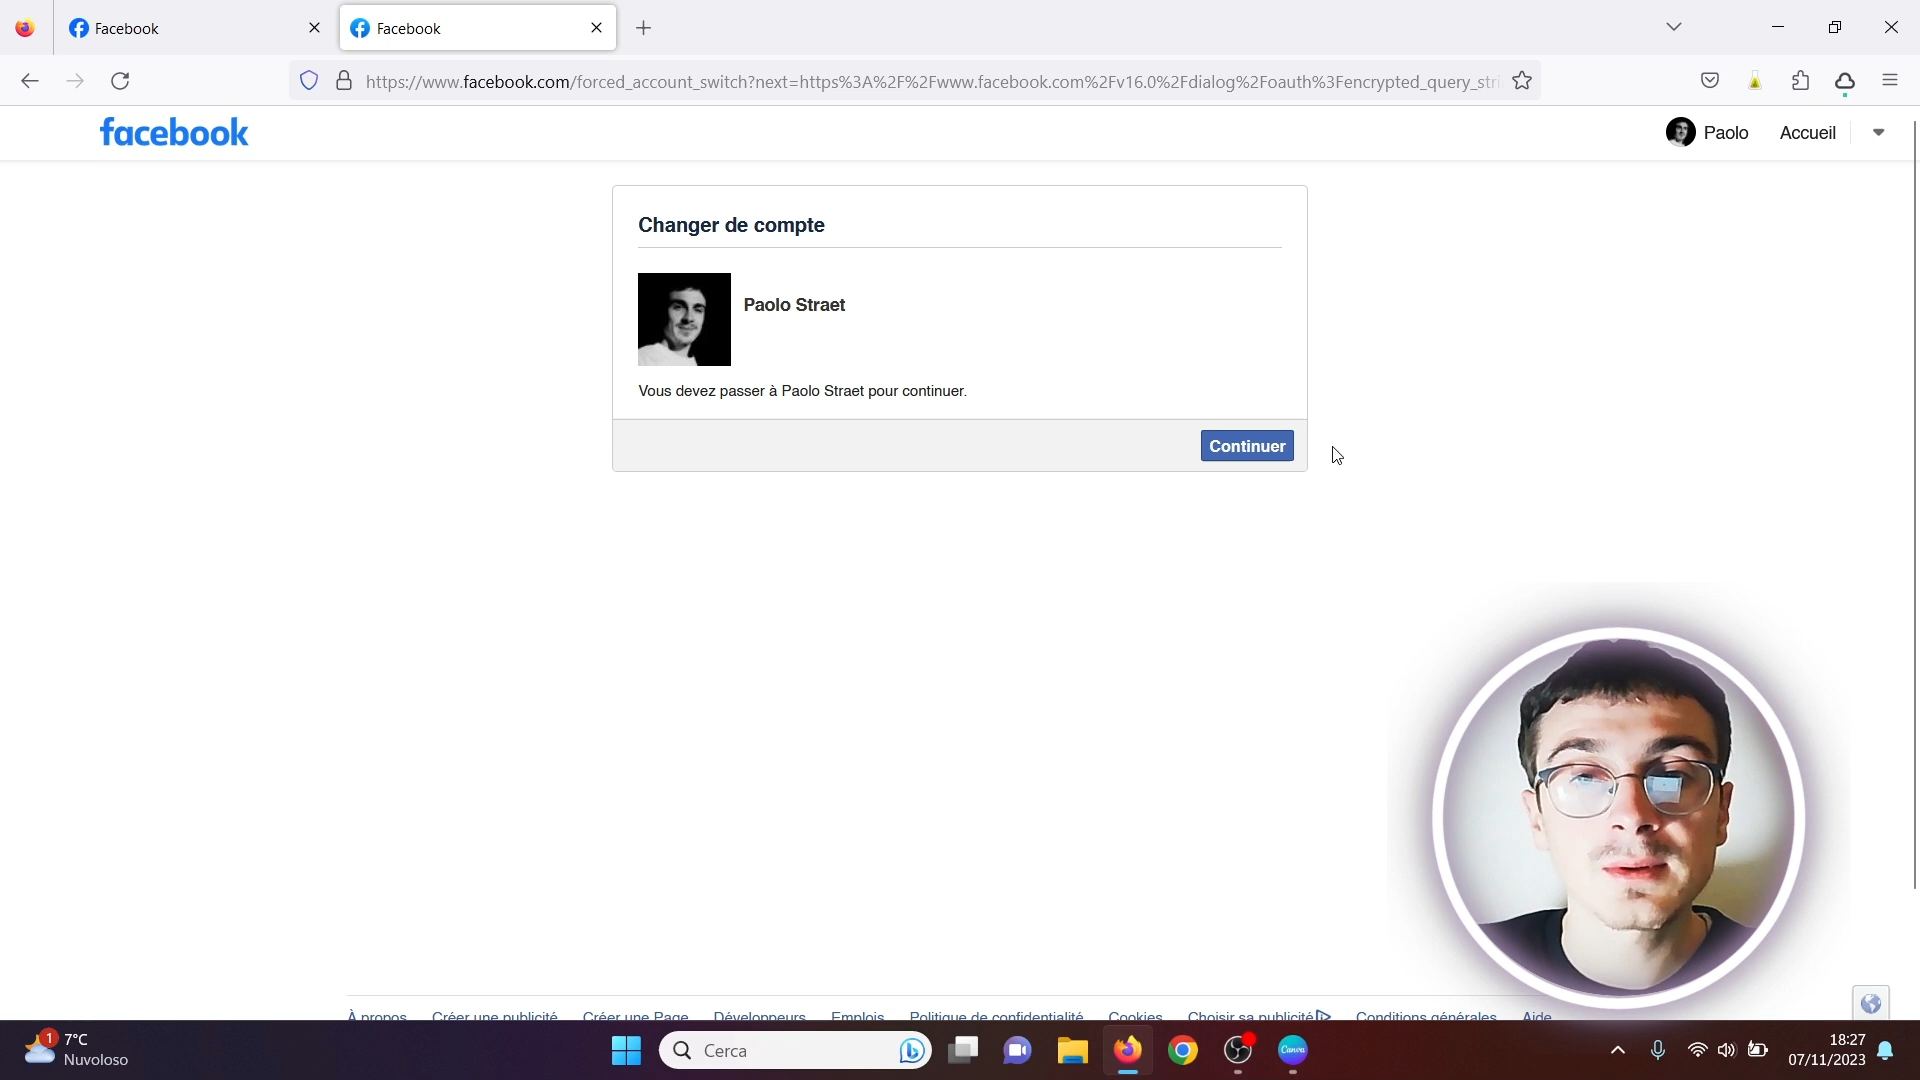 Facebook
Facebook
https://www.facebook.com/forced_account_switch?next=https%3A%2F%2Fwww.facebook.com%2Fv16.0%2Fdialog%2Foauth%3Fencrypted_query_stri
facebook
Paolo
Accueil
Changer de compte
Paolo Straet
Vous devez passer à Paolo Straet pour continuer.
Continuer
À propos Créer une publicité Créer une Page Développeurs Emplois Politique de confidentialité Cookies Choisir sa publicité Conditions générales Aide
1
7°C
Nuvoloso
Cerca
Canva
18:27
07/11/2023